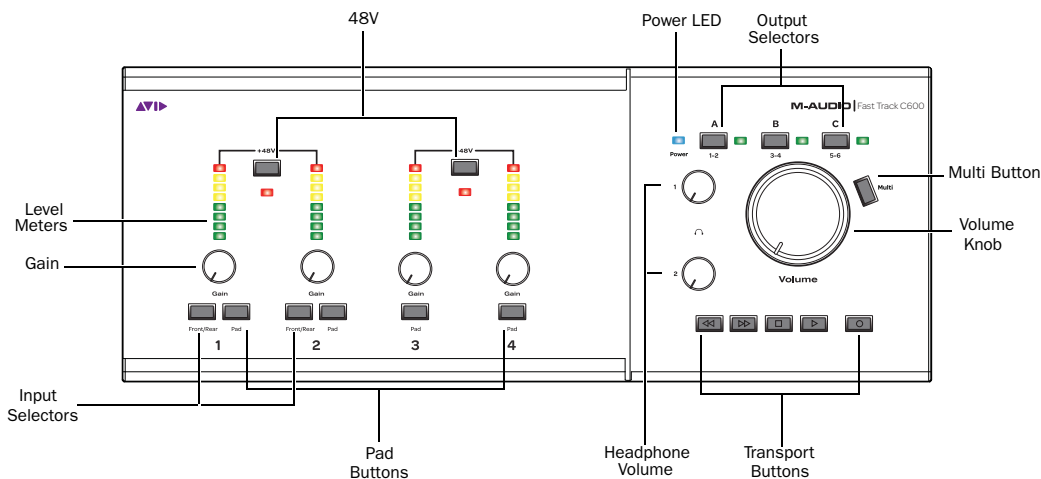 48V
Power LED
Output
Selectors
AVID
M-AUDIO | Fast Track C600
A
B
C
Power
1-2
3-4
5-6
+48V
+48V
Multi
Multi Button
1
Level
Meters
Volume
Knob
Gain
2
Volume
Gain
Gain
Gain
Gain
Front/Rear
Pad
Front/Rear
Pad
Pad
Pad
1
2
3
4
Input
Selectors
Pad
Buttons
Headphone
Volume
Transport
Buttons